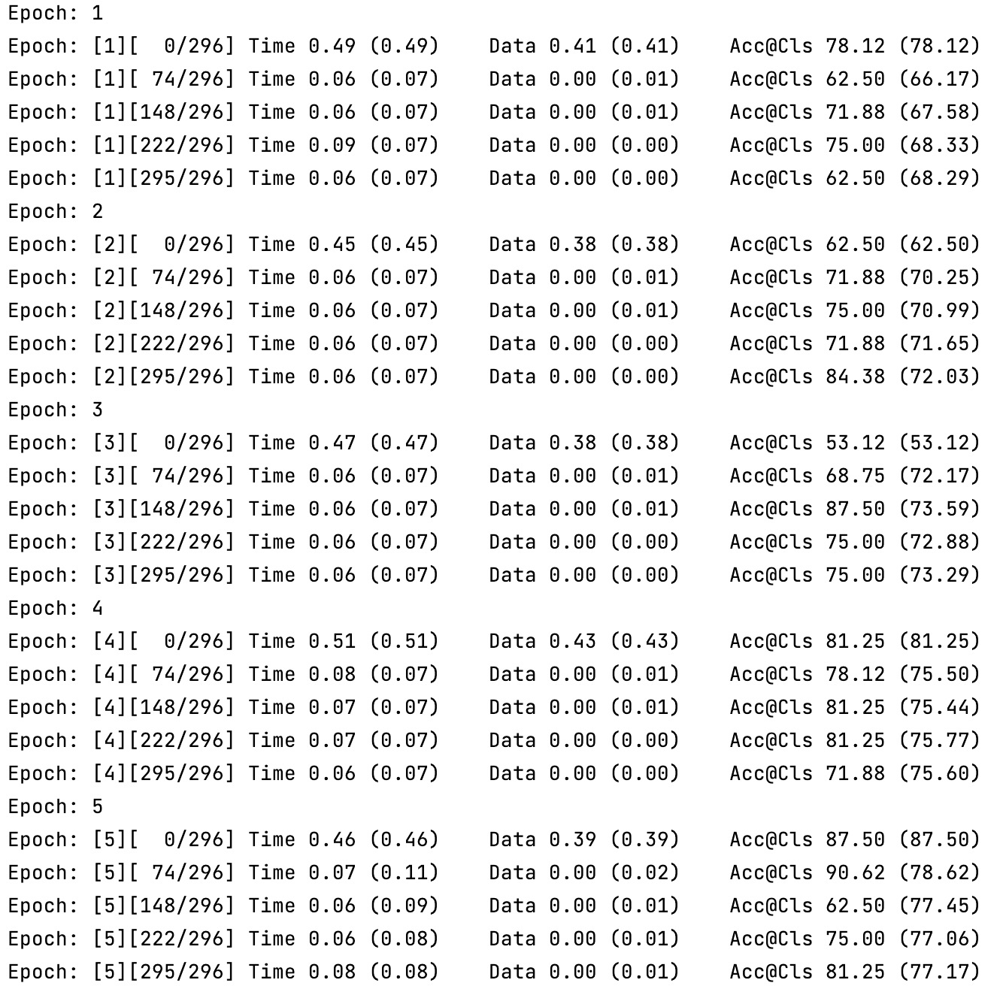 Epoch: 1
Epoch: [1][  0/296] Time 0.49 (0.49)    Data 0.41 (0.41)    Acc@Cls 78.12 (78.12)
Epoch: [1][ 74/296] Time 0.06 (0.07)    Data 0.00 (0.01)    Acc@Cls 62.50 (66.17)
Epoch: [1][148/296] Time 0.06 (0.07)    Data 0.00 (0.01)    Acc@Cls 71.88 (67.58)
Epoch: [1][222/296] Time 0.09 (0.07)    Data 0.00 (0.00)    Acc@Cls 75.00 (68.33)
Epoch: [1][295/296] Time 0.06 (0.07)    Data 0.00 (0.00)    Acc@Cls 62.50 (68.29)
Epoch: 2
Epoch: [2][  0/296] Time 0.45 (0.45)    Data 0.38 (0.38)    Acc@Cls 62.50 (62.50)
Epoch: [2][ 74/296] Time 0.06 (0.07)    Data 0.00 (0.01)    Acc@Cls 71.88 (70.25)
Epoch: [2][148/296] Time 0.06 (0.07)    Data 0.00 (0.01)    Acc@Cls 75.00 (70.99)
Epoch: [2][222/296] Time 0.06 (0.07)    Data 0.00 (0.00)    Acc@Cls 71.88 (71.65)
Epoch: [2][295/296] Time 0.06 (0.07)    Data 0.00 (0.00)    Acc@Cls 84.38 (72.03)
Epoch: 3
Epoch: [3][  0/296] Time 0.47 (0.47)    Data 0.38 (0.38)    Acc@Cls 53.12 (53.12)
Epoch: [3][ 74/296] Time 0.06 (0.07)    Data 0.00 (0.01)    Acc@Cls 68.75 (72.17)
Epoch: [3][148/296] Time 0.06 (0.07)    Data 0.00 (0.01)    Acc@Cls 87.50 (73.59)
Epoch: [3][222/296] Time 0.06 (0.07)    Data 0.00 (0.00)    Acc@Cls 75.00 (72.88)
Epoch: [3][295/296] Time 0.06 (0.07)    Data 0.00 (0.00)    Acc@Cls 75.00 (73.29)
Epoch: 4
Epoch: [4][  0/296] Time 0.51 (0.51)    Data 0.43 (0.43)    Acc@Cls 81.25 (81.25)
Epoch: [4][ 74/296] Time 0.08 (0.07)    Data 0.00 (0.01)    Acc@Cls 78.12 (75.50)
Epoch: [4][148/296] Time 0.07 (0.07)    Data 0.00 (0.01)    Acc@Cls 81.25 (75.44)
Epoch: [4][222/296] Time 0.07 (0.07)    Data 0.00 (0.00)    Acc@Cls 81.25 (75.77)
Epoch: [4][295/296] Time 0.06 (0.07)    Data 0.00 (0.00)    Acc@Cls 71.88 (75.60)
Epoch: 5
Epoch: [5][  0/296] Time 0.46 (0.46)    Data 0.39 (0.39)    Acc@Cls 87.50 (87.50)
Epoch: [5][ 74/296] Time 0.07 (0.11)    Data 0.00 (0.02)    Acc@Cls 90.62 (78.62)
Epoch: [5][148/296] Time 0.06 (0.09)    Data 0.00 (0.01)    Acc@Cls 62.50 (77.45)
Epoch: [5][222/296] Time 0.06 (0.08)    Data 0.00 (0.01)    Acc@Cls 75.00 (77.06)
Epoch: [5][295/296] Time 0.08 (0.08)    Data 0.00 (0.01)    Acc@Cls 81.25 (77.17)